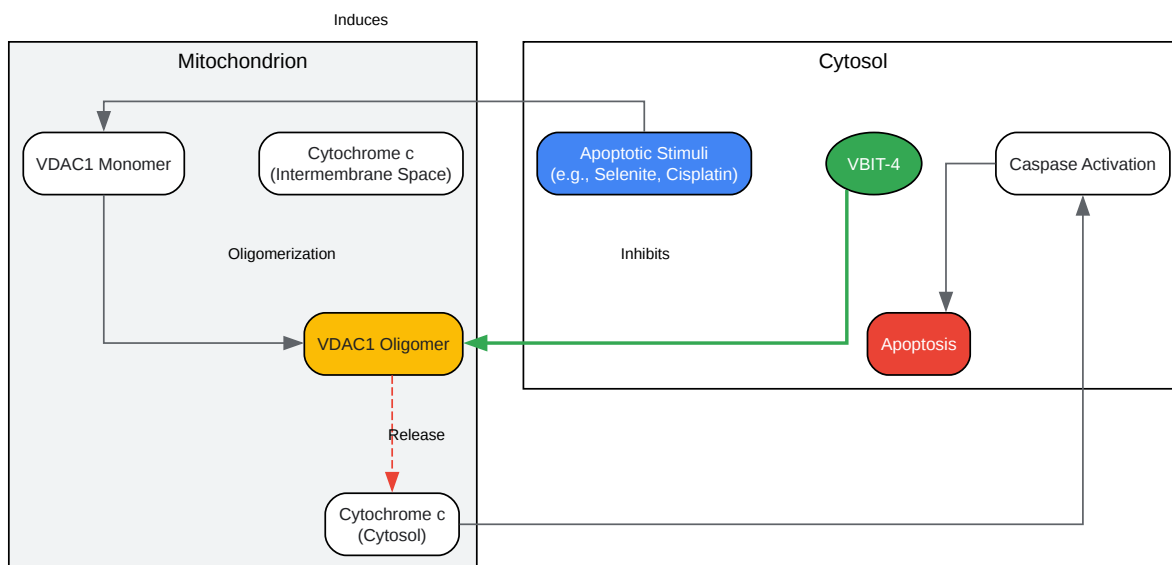 Induces
Mitochondrion
Cytosol
VDAC1 Monomer
Cytochrome c
(Intermembrane Space)
Apoptotic Stimuli
(e.g., Selenite, Cisplatin)
VBIT-4
Caspase Activation
Oligomerization
Inhibits
VDAC1 Oligomer
Apoptosis
Release
Cytochrome c
(Cytosol)